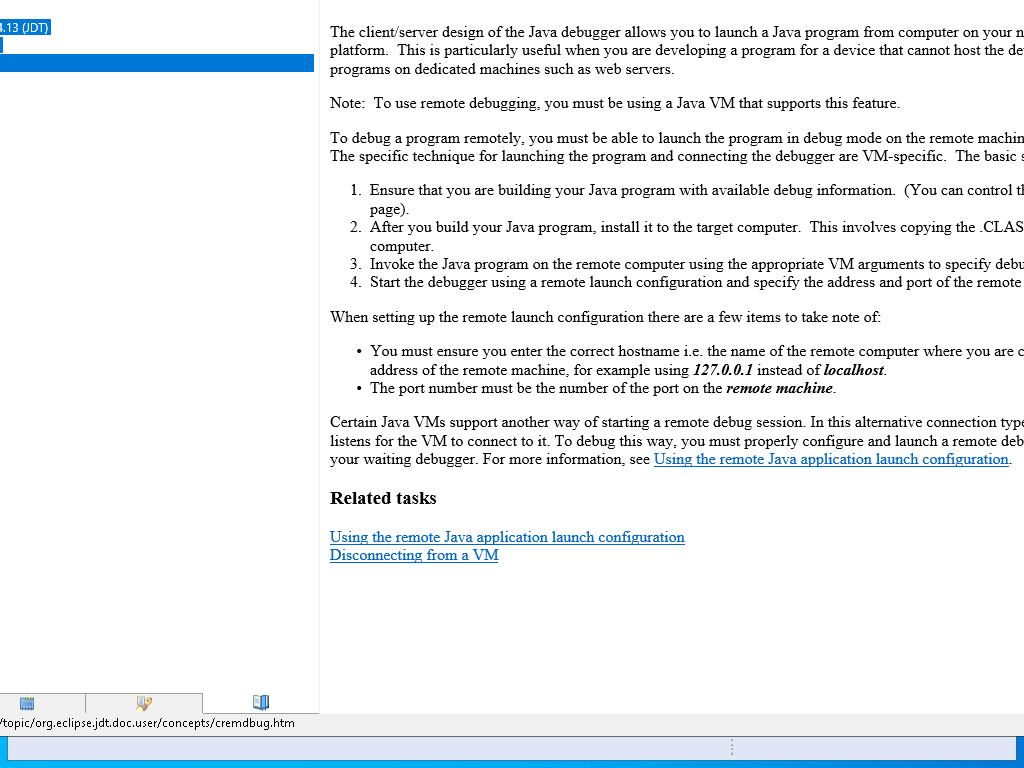 4.13 (JDT)
The client/server design of the Java debugger allows you to launch a Java program from computer on your n
platform.  This is particularly useful when you are developing a program for a device that cannot host the de
programs on dedicated machines such as web servers.
Note:  To use remote debugging, you must be using a Java VM that supports this feature.
To debug a program remotely, you must be able to launch the program in debug mode on the remote machin
The specific technique for launching the program and connecting the debugger are VM-specific.  The basic s
1. Ensure that you are building your Java program with available debug information.  (You can control th
page).
2. After you build your Java program, install it to the target computer.  This involves copying the .CLAS
computer.
3. Invoke the Java program on the remote computer using the appropriate VM arguments to specify debu
4. Start the debugger using a remote launch configuration and specify the address and port of the remote
When setting up the remote launch configuration there are a few items to take note of:
• You must ensure you enter the correct hostname i.e. the name of the remote computer where you are c
address of the remote machine, for example using 127.0.0.1 instead of localhost.
• The port number must be the number of the port on the remote machine.
Certain Java VMs support another way of starting a remote debug session. In this alternative connection type
listens for the VM to connect to it. To debug this way, you must properly configure and launch a remote deb
your waiting debugger. For more information, see Using the remote Java application launch configuration.
Related tasks
Using the remote Java application launch configuration
Disconnecting from a VM
/topic/org.eclipse.jdt.doc.user/concepts/cremdbug.htm